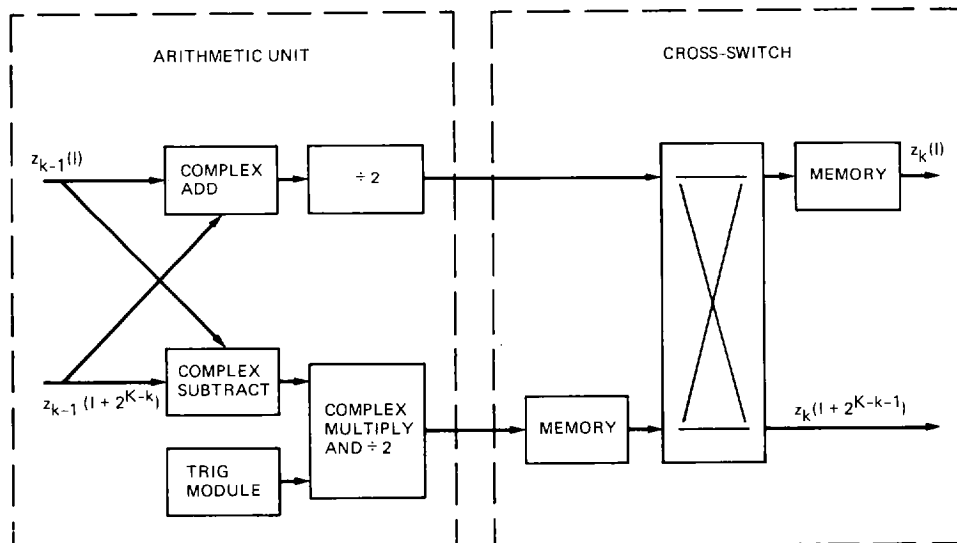 ARITHMETIC UNIT
CROSS-SWITCH
z_{k-1}(I)
COMPLEX
ADD
÷ 2
MEMORY
z_k(I)
COMPLEX
SUBTRACT
z_{k-1}(I + 2^{K-k})
COMPLEX
MULTIPLY
AND ÷ 2
MEMORY
z_k(I + 2^{K-k-1})
TRIG
MODULE